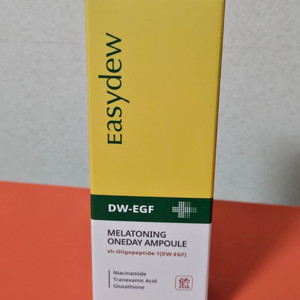 Easydew
DW-EGF
MELATONING
ONEDAY AMPOULE
sh-Oligopeptide-1(DW-EGF)
Niacinamide
Tranexamic Acid
Glutathione